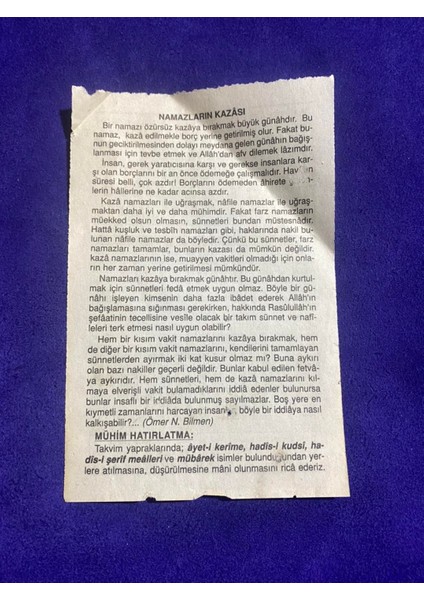 NAMAZLARIN KAZÂSI
Bir namazı özürsüz kazâya bırakmak büyük günâhdır. Bu
namaz, kazâ edilmekle borç yerine getirilmiş olur. Fakat bu-
nun geciktirilmesinden dolayı meydana gelen günâhın bağış-
lanması için tevbe etmek ve Allâh'dan afv dilemek lâzımdır.
İnsan, gerek yaratıcısına karşı ve gerekse insanlara kar-
şı olan borçlarını bir an önce ödemeğe çalışmalıdır.
süresi belli, çok azdır! Borçlarını ödemeden âhirete
lerin hâllerine ne kadar acınsa azdır.
Kazâ namazları ile uğraşmak, nâfile namazlar ile uğraş-
maktan daha iyi ve daha mühimdir. Fakat farz namazların
müekked olsun olmasın, sünnetleri bundan müstesnâdır.
Hattâ kuşluk ve tesbîh namazları gibi, haklarında nakil bu-
lunan nâfile namazlar da böyledir. Çünkü bu sünnetler, farz
namazları tamamlar, bunların kazası da mümkün değildir.
kazâ namazlarının ise, muayyen vakitleri olmadığı için onla-
rın her zaman yerine getirilmesi mümkündür.
Namazları kazâya bırakmak günâhtır. Bu günâhdan kurtul-
mak için sünnetleri fedâ etmek uygun olmaz. Böyle bir gü-
nâhı işleyen kimsenin daha fazla ibâdet ederek Allâh'ın
bağışlamasına sığınması gerekirken, hakkında Rasûlullâh'ın
şefâatinin tecellisine vesîle olacak bir takım sünnet ve nafi-
leleri terk etmesi nasıl uygun olabilir?
Hem bir kısım vakit namazlarını kazâya bırakmak, hem
de diğer bir kısım vakit namazlarını, kendilerini tamamlayan
sünnetlerden ayırmak iki kat kusur olmaz mı? Buna aykırı
olan bazı nakiller geçerli değildir. Bunlar kabul edilen fetvâ-
ya aykırıdır. Hem sünnetleri, hem de kazâ namazlarını kıl-
maya elverişli vakit bulamadıklarını iddiâ edenler bulunursa
bunlar insaflı bir iddiâda bulunmuş sayılmazlar. Boş yere en
kıymetli zamanlarını harcayan böyle bir iddiâya nasıl
kalkışabilir?... (Ömer N. Bilmen)
MÜHİM HATIRLATMA:
Takvim yapraklarında; âyet-i kerîme, hadîs-i kudsî, ha-
dîs-i şerîf meâlleri ve mübârek isimler bulunduğundan yer-
lere atılmasına, düşürülmesine mâni olunmasını ricâ ederiz.